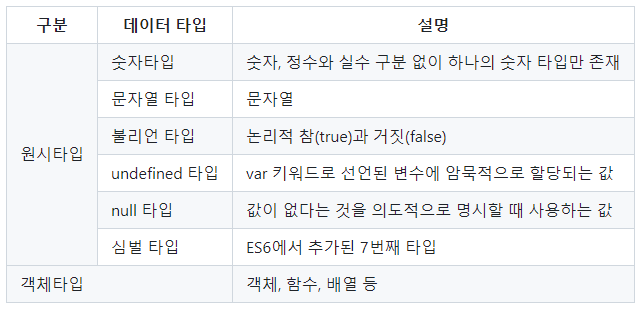 구분 데이터 타입 설명
원시타입 숫자타입 숫자, 정수와 실수 구분 없이 하나의 숫자 타입만 존재
문자열 타입 문자열
불리언 타입 논리적 참(true)과 거짓(false)
undefined 타입 var 키워드로 선언된 변수에 암묵적으로 할당되는 값
null 타입 값이 없다는 것을 의도적으로 명시할 때 사용하는 값
심벌 타입 ES6에서 추가된 7번째 타입
객체타입 객체, 함수, 배열 등